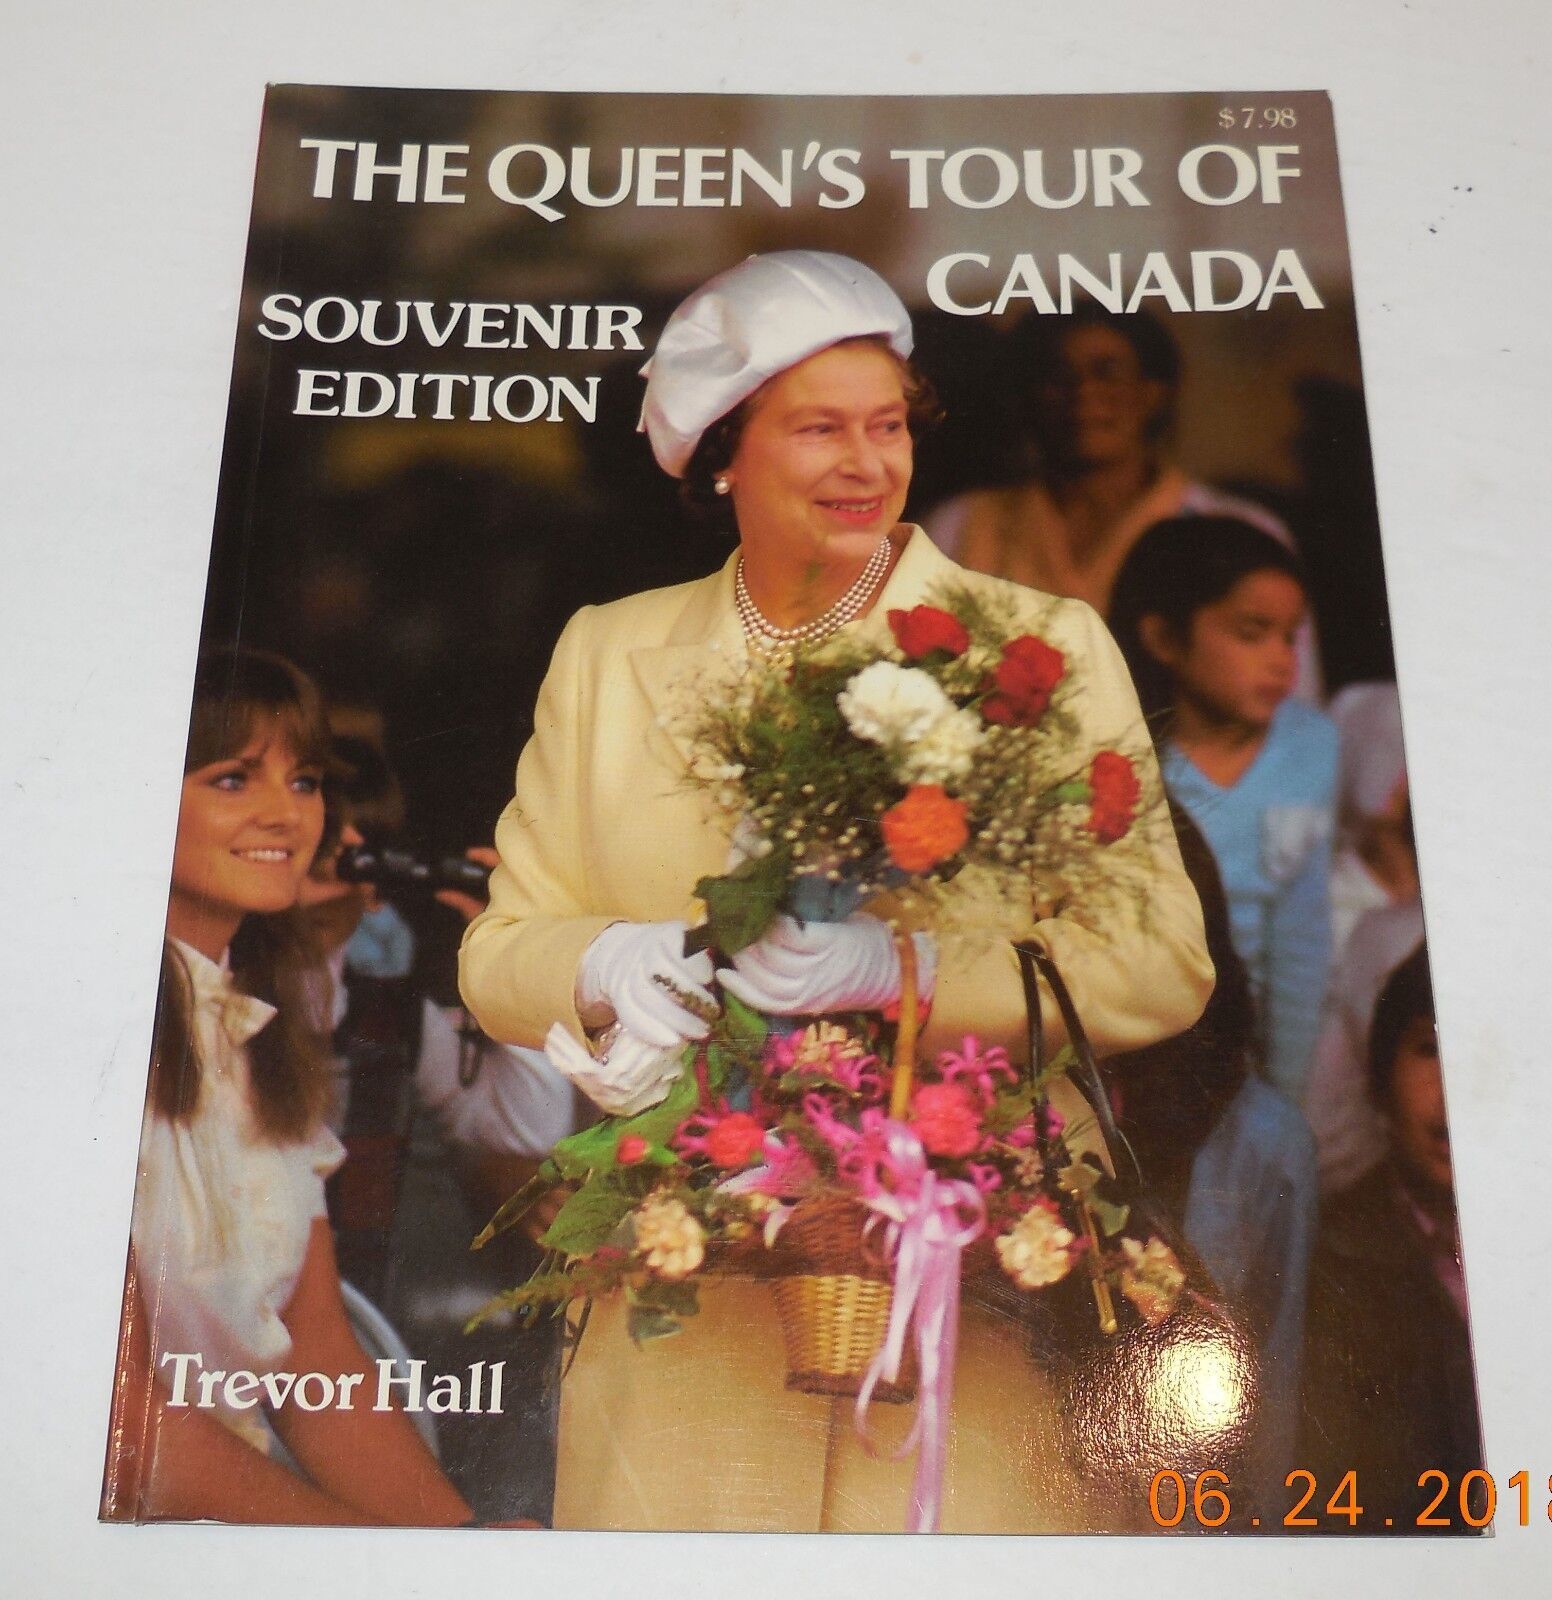 $7.98
THE QUEEN'S TOUR OF
CANADA
SOUVENIR
EDITION
Trevor Hall
06.24.2018